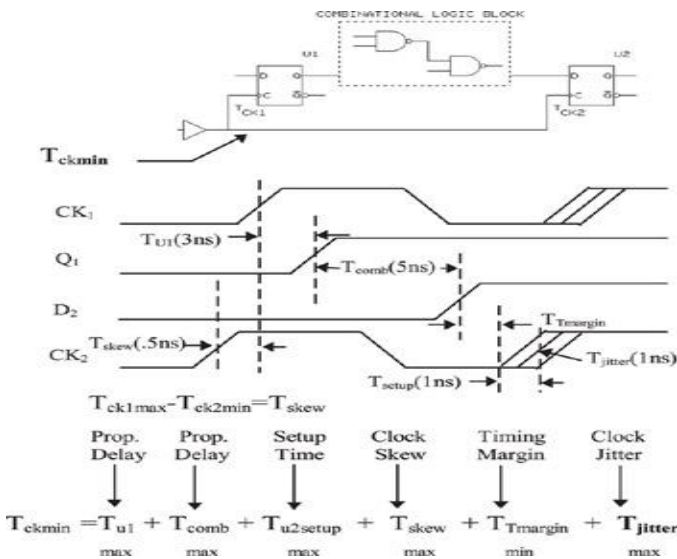 COMBINATIONAL LOGIC BLOCK
U1
U2
D Q
C Q
D Q
C Q
TCK1
TCK2
Tckmin
CK1
TU1(3ns)
Q1
Tcomb(5ns)
D2
TTmargin
Tskew(.5ns)
CK2
Tjitter(1ns)
Tsetup(1ns)
Tck1max-Tck2min=Tskew
Prop. Prop. Setup Clock Timing Clock
Delay Delay Time Skew Margin Jitter
Tckmin =Tu1 + Tcomb + Tu2setup + Tskew + TTmargin + Tjitter
max max max max min max